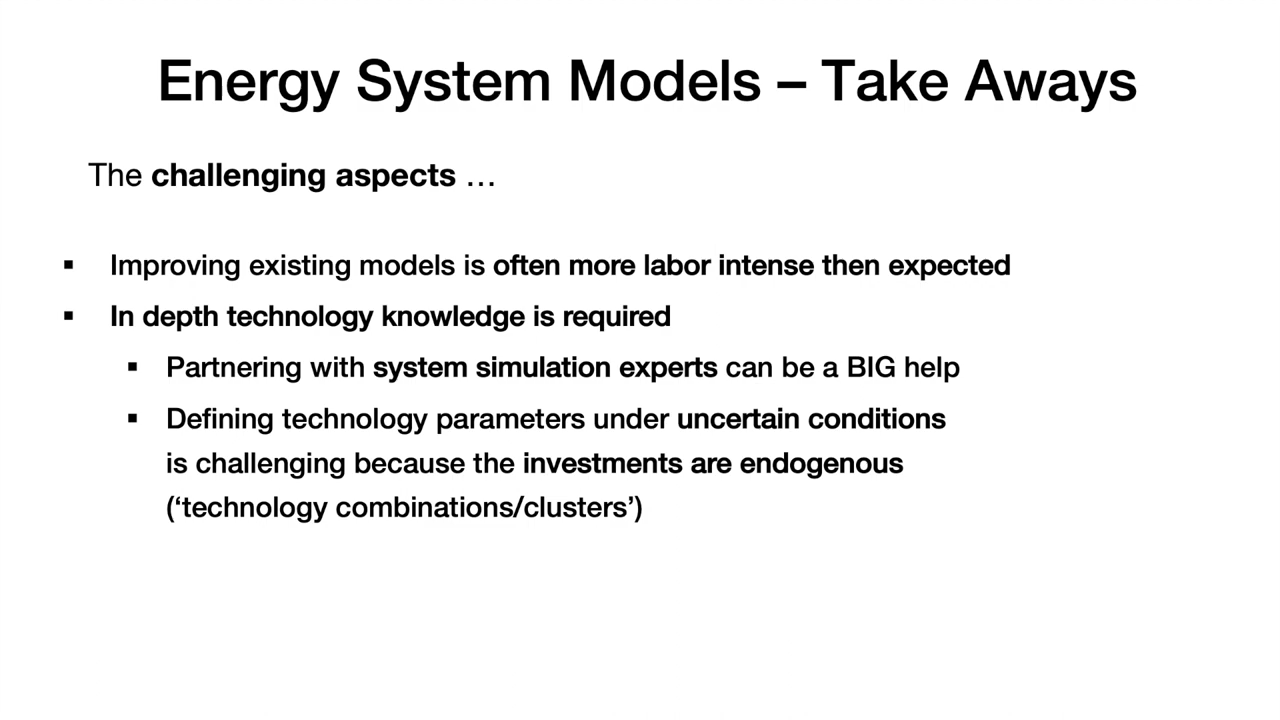 Energy System Models – Take Aways
The challenging aspects …
▪ Improving existing models is often more labor intense then expected
▪ In depth technology knowledge is required
▪ Partnering with system simulation experts can be a BIG help
▪ Defining technology parameters under uncertain conditions
is challenging because the investments are endogenous
(‘technology combinations/clusters’)